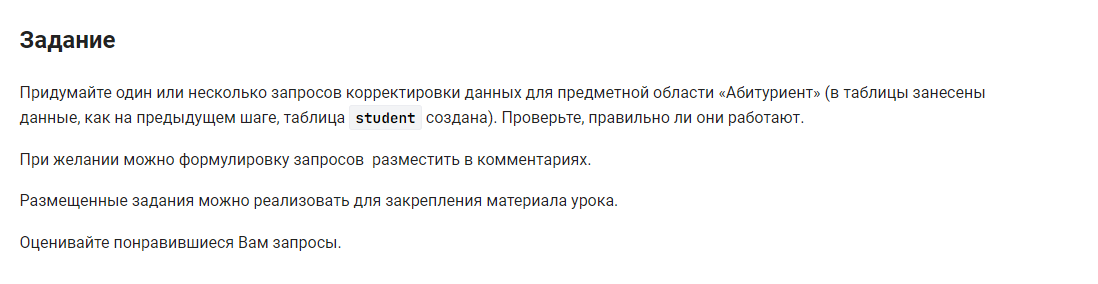 Задание
Придумайте один или несколько запросов корректировки данных для предметной области «Абитуриент» (в таблицы занесены
данные, как на предыдущем шаге, таблица student создана). Проверьте, правильно ли они работают.
При желании можно формулировку запросов  разместить в комментариях.
Размещенные задания можно реализовать для закрепления материала урока.
Оценивайте понравившиеся Вам запросы.